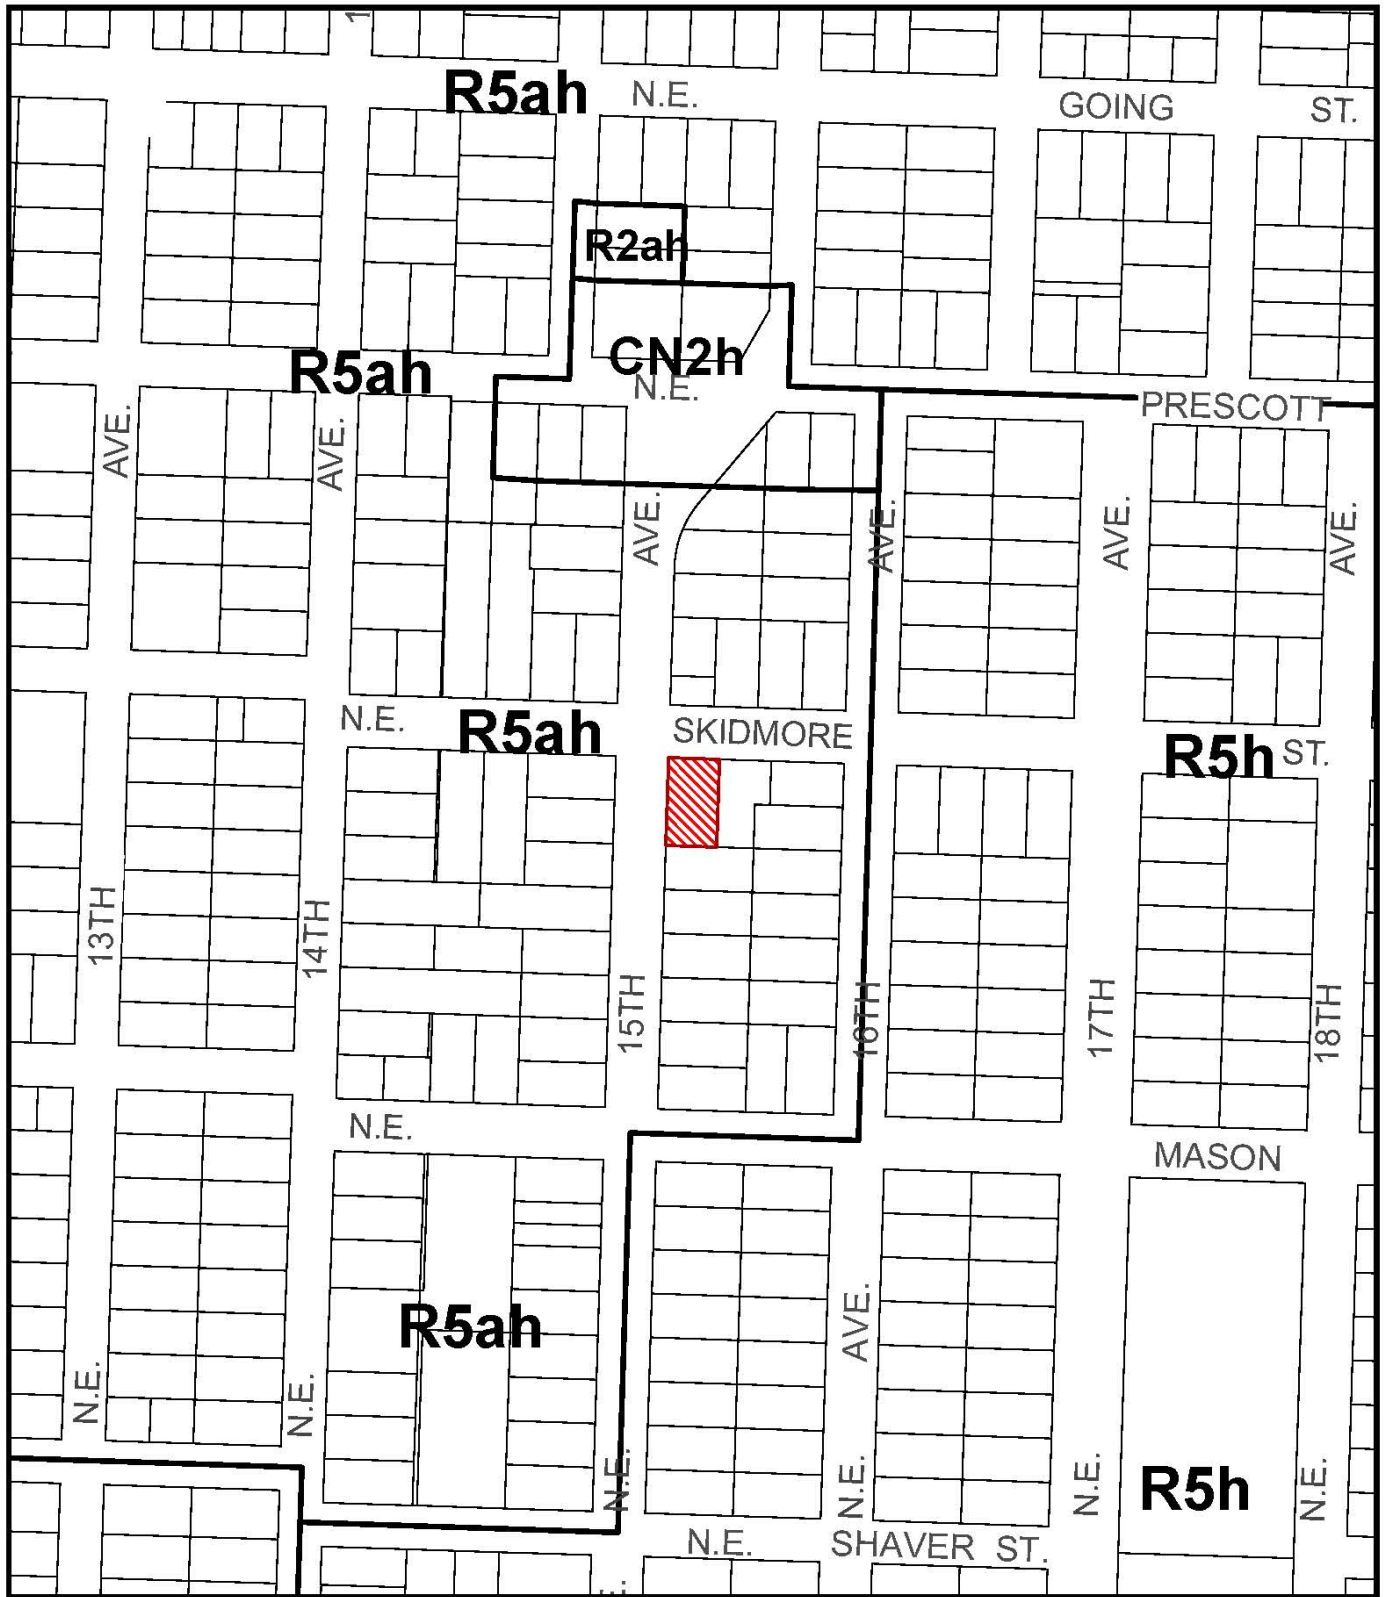 1
R5ah
N.E.
GOING
ST.
R2ah
CN2h
R5ah
N.E.
PRESCOTT
AVE.
AVE.
AVE.
AVE.
AVE.
AVE.
N.E.
R5ah
SKIDMORE
R5h
ST.
13TH
14TH
15TH
16TH
17TH
18TH
N.E.
MASON
R5ah
AVE.
N.E.
N.E.
N.E.
N.E.
N.E.
R5h
N.E.
N.E.
SHAVER ST.